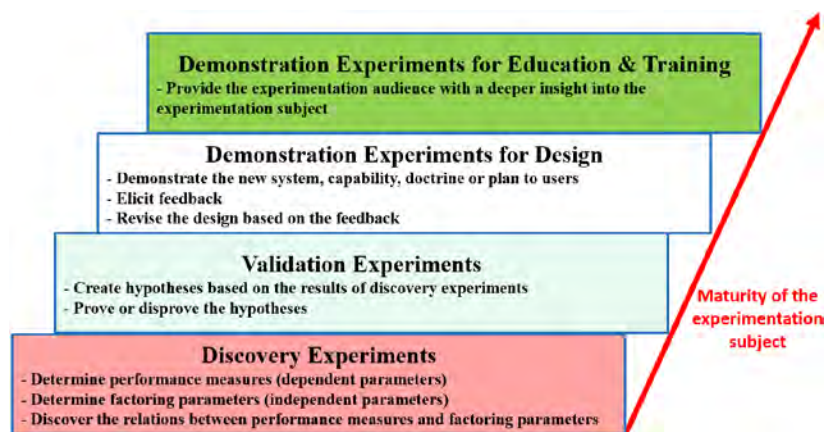 Demonstration Experiments for Education & Training
- Provide the experimentation audience with a deeper insight into the
experimentation subject
Demonstration Experiments for Design
- Demonstrate the new system, capability, doctrine or plan to users
- Elicit feedback
- Revise the design based on the feedback
Validation Experiments
- Create hypotheses based on the results of discovery experiments
- Prove or disprove the hypotheses
Maturity of the
experimentation
subject
Discovery Experiments
- Determine performance measures (dependent parameters)
- Determine factoring parameters (independent parameters)
- Discover the relations between performance measures and factoring parameters